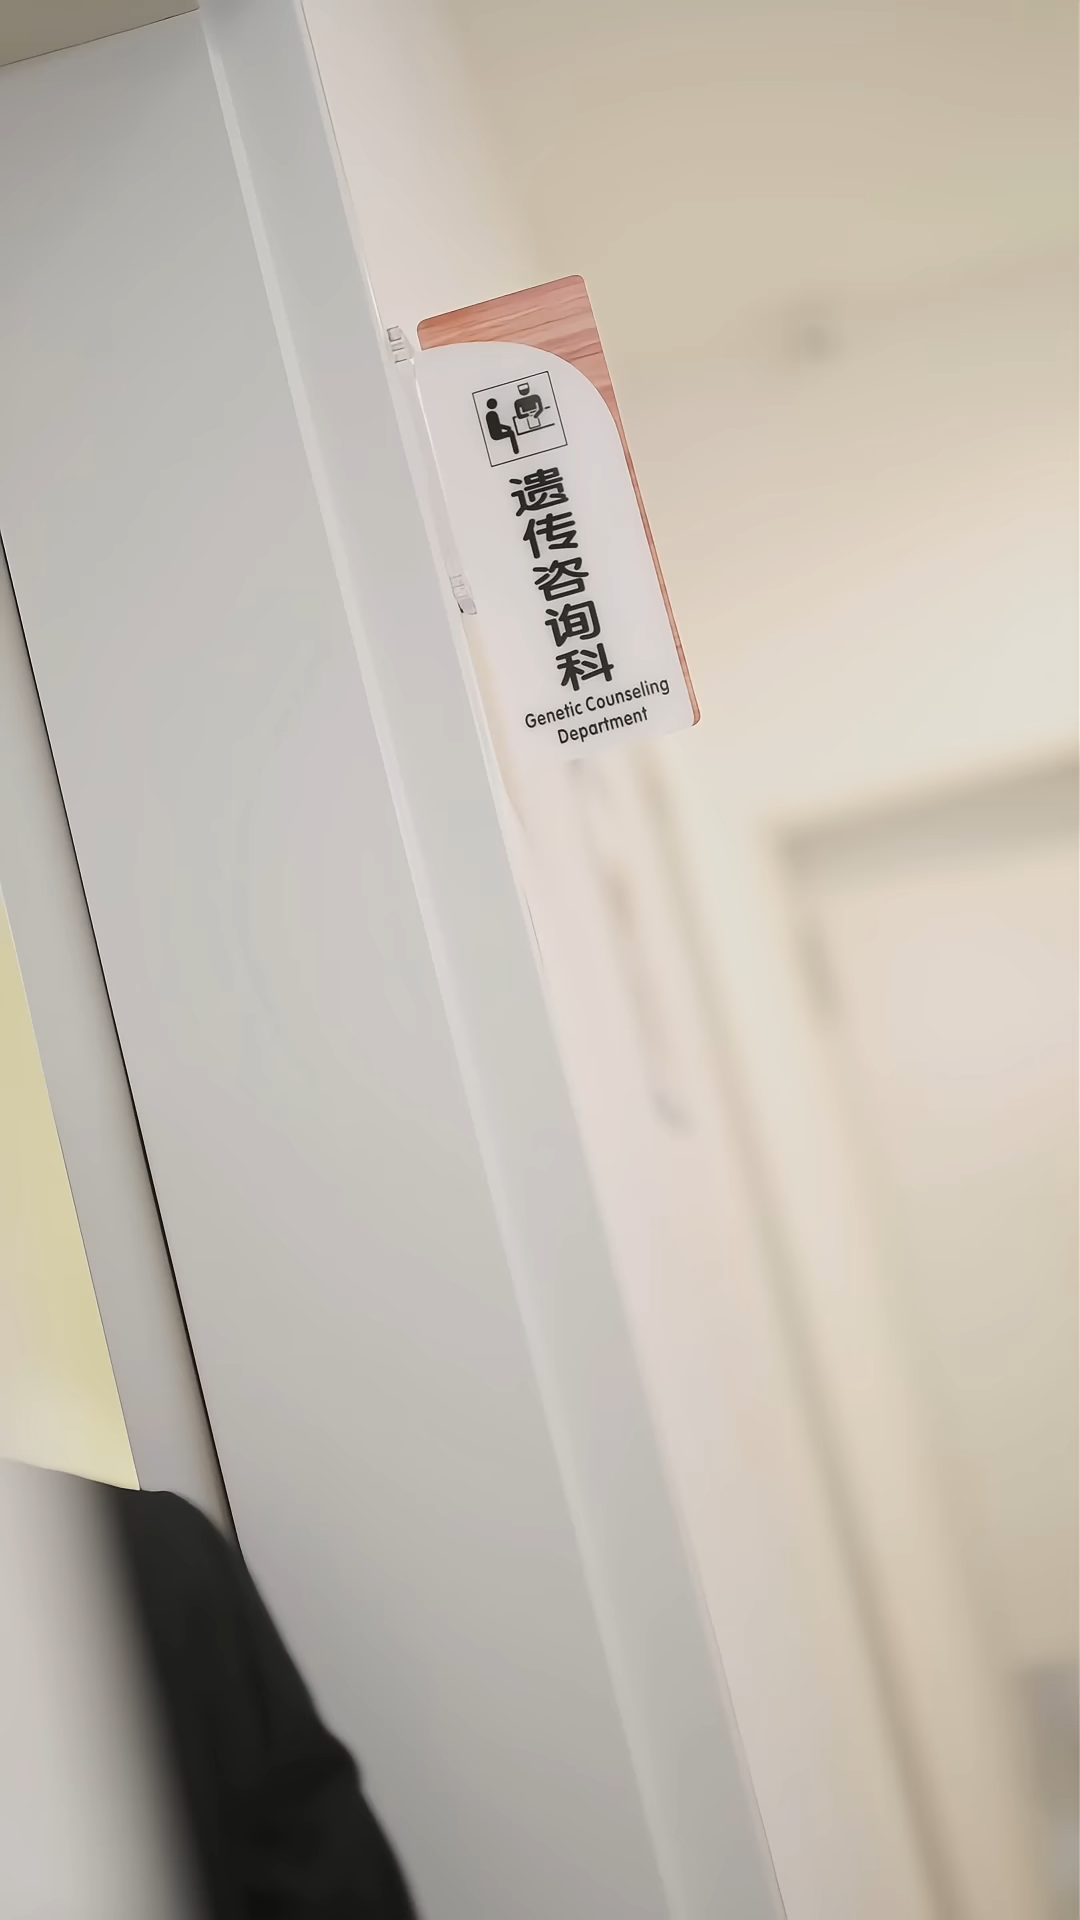 遗传咨询科
Genetic Counseling
Department